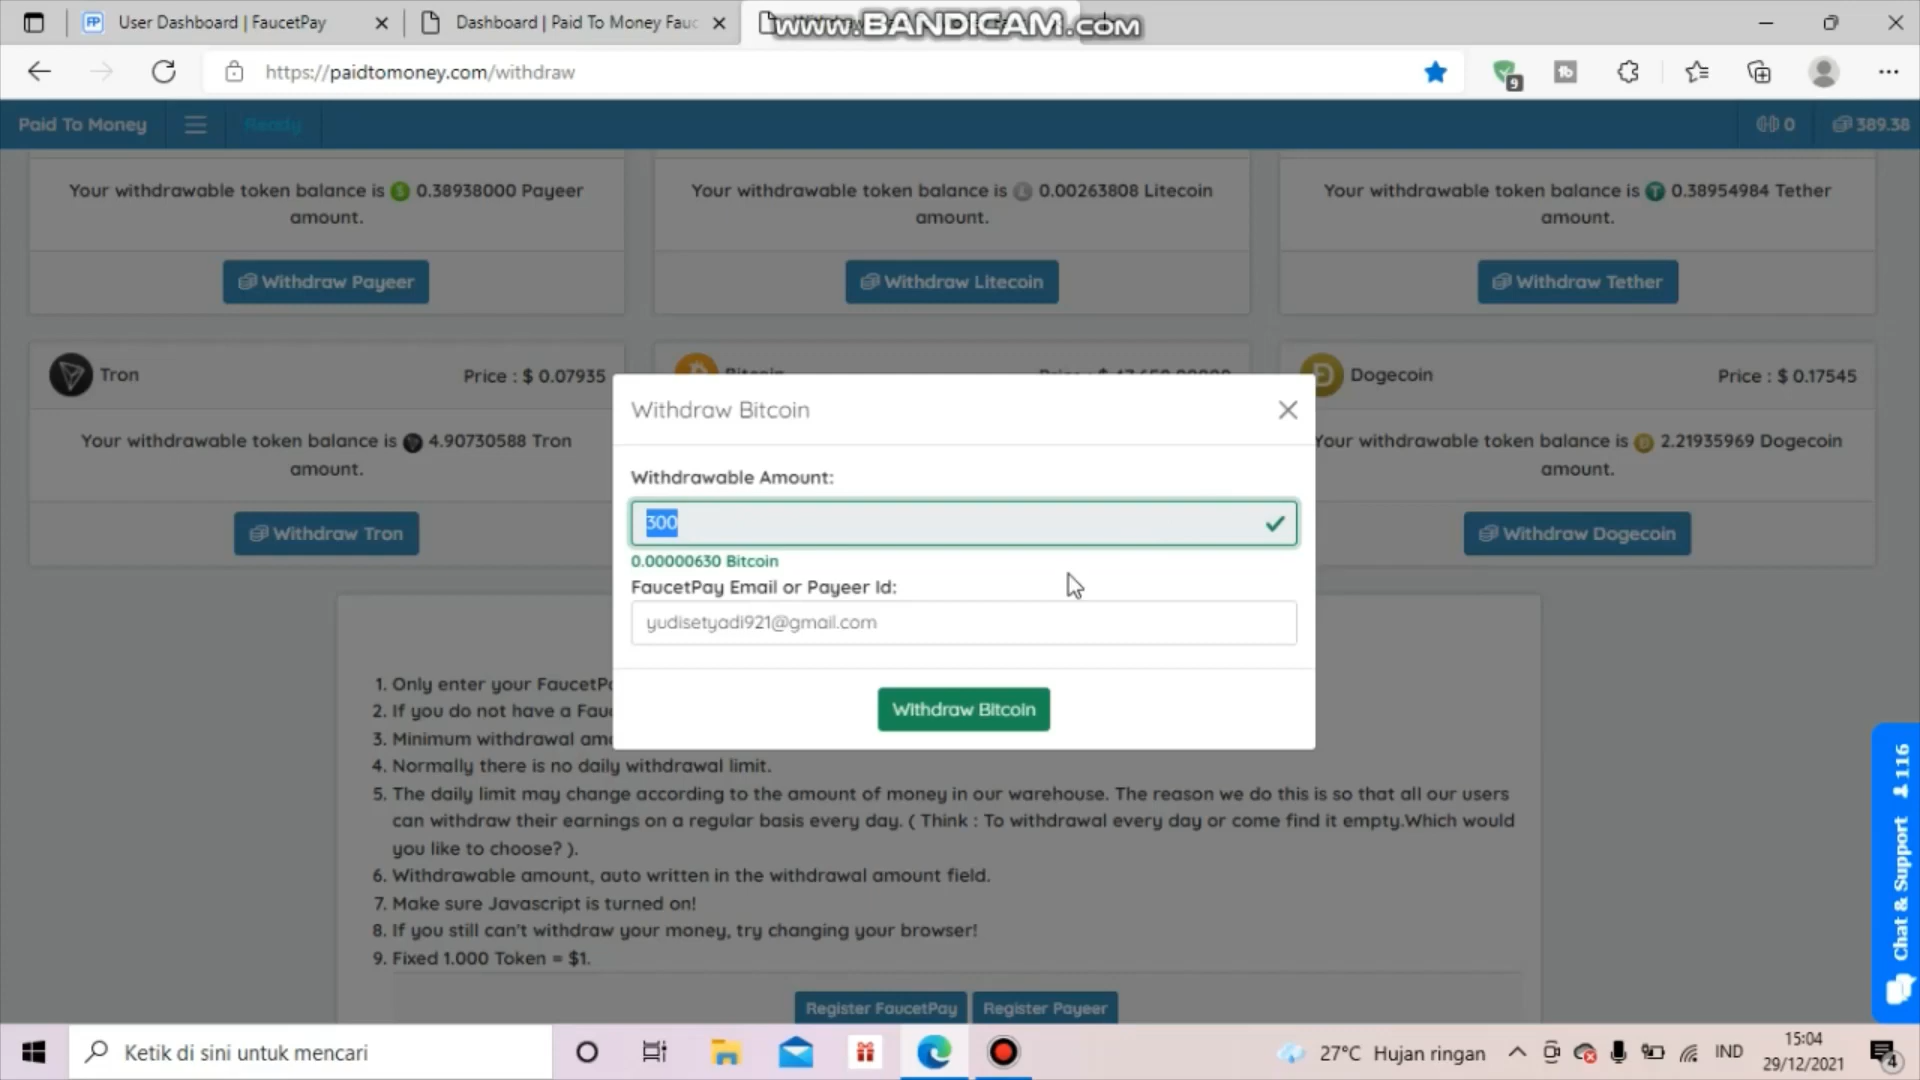 User Dashboard | FaucetPay
Dashboard | Paid To Money Fauc
www.BANDICAM.com
https://paidtomoney.com/withdraw
9
Paid To Money
Ready
0
389.38
Your withdrawable token balance is 0.38938000 Payeer
amount.
Withdraw Payeer
Your withdrawable token balance is 0.00263808 Litecoin
amount.
Withdraw Litecoin
Your withdrawable token balance is 0.38954984 Tether
amount.
Withdraw Tether
Tron
Price : $ 0.07935
Your withdrawable token balance is 4.90730588 Tron
amount.
Withdraw Tron
Dogecoin
Price : $ 0.17545
Your withdrawable token balance is 2.21935969 Dogecoin
amount.
Withdraw Dogecoin
Withdraw Bitcoin
Withdrawable Amount:
300
0.00000630 Bitcoin
FaucetPay Email or Payeer Id:
yudisetyadi921@gmail.com
Withdraw Bitcoin
1. Only enter your FaucetPa
2. If you do not have a Fau
3. Minimum withdrawal am
4. Normally there is no daily withdrawal limit.
5. The daily limit may change according to the amount of money in our warehouse. The reason we do this is so that all our users
can withdraw their earnings on a regular basis every day. ( Think : To withdrawal every day or come find it empty.Which would
you like to choose? ).
6. Withdrawable amount, auto written in the withdrawal amount field.
7. Make sure Javascript is turned on!
8. If you still can't withdraw your money, try changing your browser!
9. Fixed 1.000 Token = $1.
Register FaucetPay
Register Payeer
Chat & Support 116
Ketik di sini untuk mencari
27°C Hujan ringan
IND
15:04
29/12/2021
4